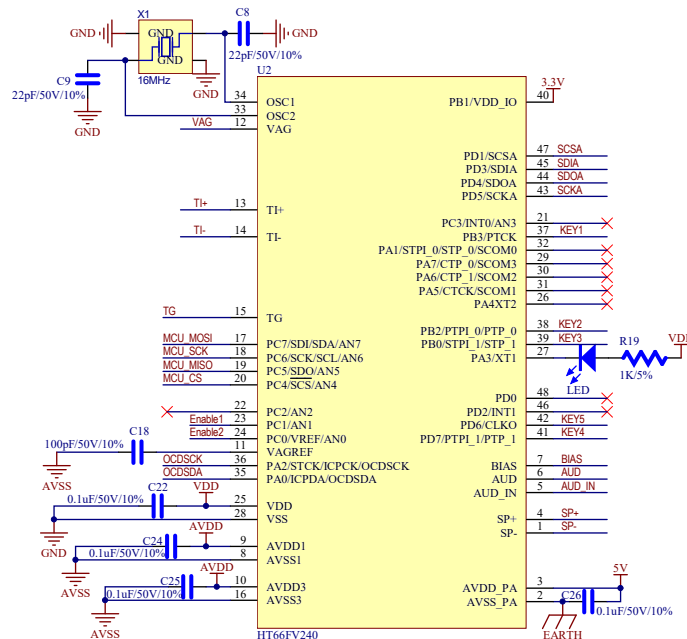 X1
C8
GND
GND
GND
GND
22pF/50V/10%
C9
22pF/50V/10%
16MHz
GND
GND
U2
3.3V
34 OSC1
33 OSC2
VAG 12 VAG
PB1/VDD_IO 40
PD1/SCSA 47 SCSA
PD3/SDIA 45 SDIA
PD4/SDOA 44 SDOA
PD5/SCKA 43 SCKA
TI+ 13 TI+
TI- 14 TI-
PC3/INT0/AN3 21
PB3/PTCK 37 KEY1
PA1/STPI_0/STP_0/SCOM0 32
PA7/CTP_0/SCOM3 29
PA6/CTP_1/SCOM2 30
PA5/CTCK/SCOM1 31
PA4XT2 26
TG 15 TG
PB2/PTPI_0/PTP_0 38 KEY2
PB0/STPI_1/STP_1 39 KEY3
PA3/XT1 27
LED
R19
1K/5%
VDD
MCU_MOSI 17 PC7/SDI/SDA/AN7
MCU_SCK 18 PC6/SCK/SCL/AN6
MCU_MISO 19 PC5/SDO/AN5
MCU_CS 20 PC4/SCS/AN4
22 PC2/AN2
Enable1 23 PC1/AN1
Enable2 24 PC0/VREF/AN0
PD0 48
PD2/INT1 46
PD6/CLKO 42 KEY5
PD7/PTPI_1/PTP_1 41 KEY4
C18
100pF/50V/10%
11 VAGREF
AVSS
OCDSCK 36 PA2/STCK/ICPCK/OCDSCK
OCDSDA 35 PA0/ICPDA/OCDSDA
BIAS 7 BIAS
AUD 6 AUD
AUD_IN 5 AUD_IN
C22
VDD
0.1uF/50V/10%
25 VDD
28 VSS
GND
SP+ 4 SP+
SP- 1 SP-
AVDD
C24
0.1uF/50V/10%
9 AVDD1
8 AVSS1
AVSS
AVDD
C25
0.1uF/50V/10%
10 AVDD3
16 AVSS3
AVSS
5V
AVDD_PA 3
AVSS_PA 2
C26
0.1uF/50V/10%
EARTH
HT66FV240